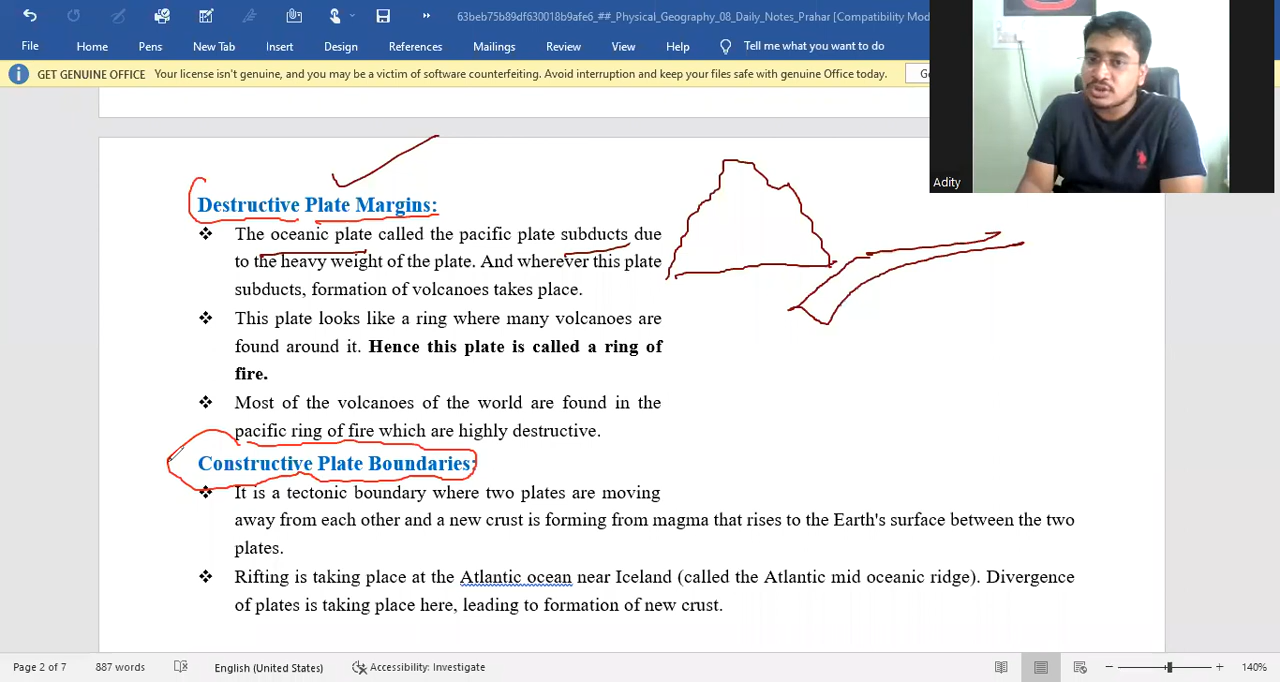 63beb75b89df630018b9afe6_##_Physical_Geography_08_Daily_Notes_Prahar [Compatibility Mod
File Home Pens New Tab Insert Draw Design References Mailings Review View Help Tell me what you want to do
GET GENUINE OFFICE Your license isn't genuine, and you may be a victim of software counterfeiting. Avoid interruption and keep your files safe with genuine Office today. Ge
Adity
Destructive Plate Margins:
❖ The oceanic plate called the pacific plate subducts due
to the heavy weight of the plate. And wherever this plate
subducts, formation of volcanoes takes place.
❖ This plate looks like a ring where many volcanoes are
found around it. Hence this plate is called a ring of
fire.
❖ Most of the volcanoes of the world are found in the
pacific ring of fire which are highly destructive.
Constructive Plate Boundaries:
❖ It is a tectonic boundary where two plates are moving
away from each other and a new crust is forming from magma that rises to the Earth's surface between the two
plates.
❖ Rifting is taking place at the Atlantic ocean near Iceland (called the Atlantic mid oceanic ridge). Divergence
of plates is taking place here, leading to formation of new crust.
Page 2 of 7 887 words English (United States) Accessibility: Investigate 140%